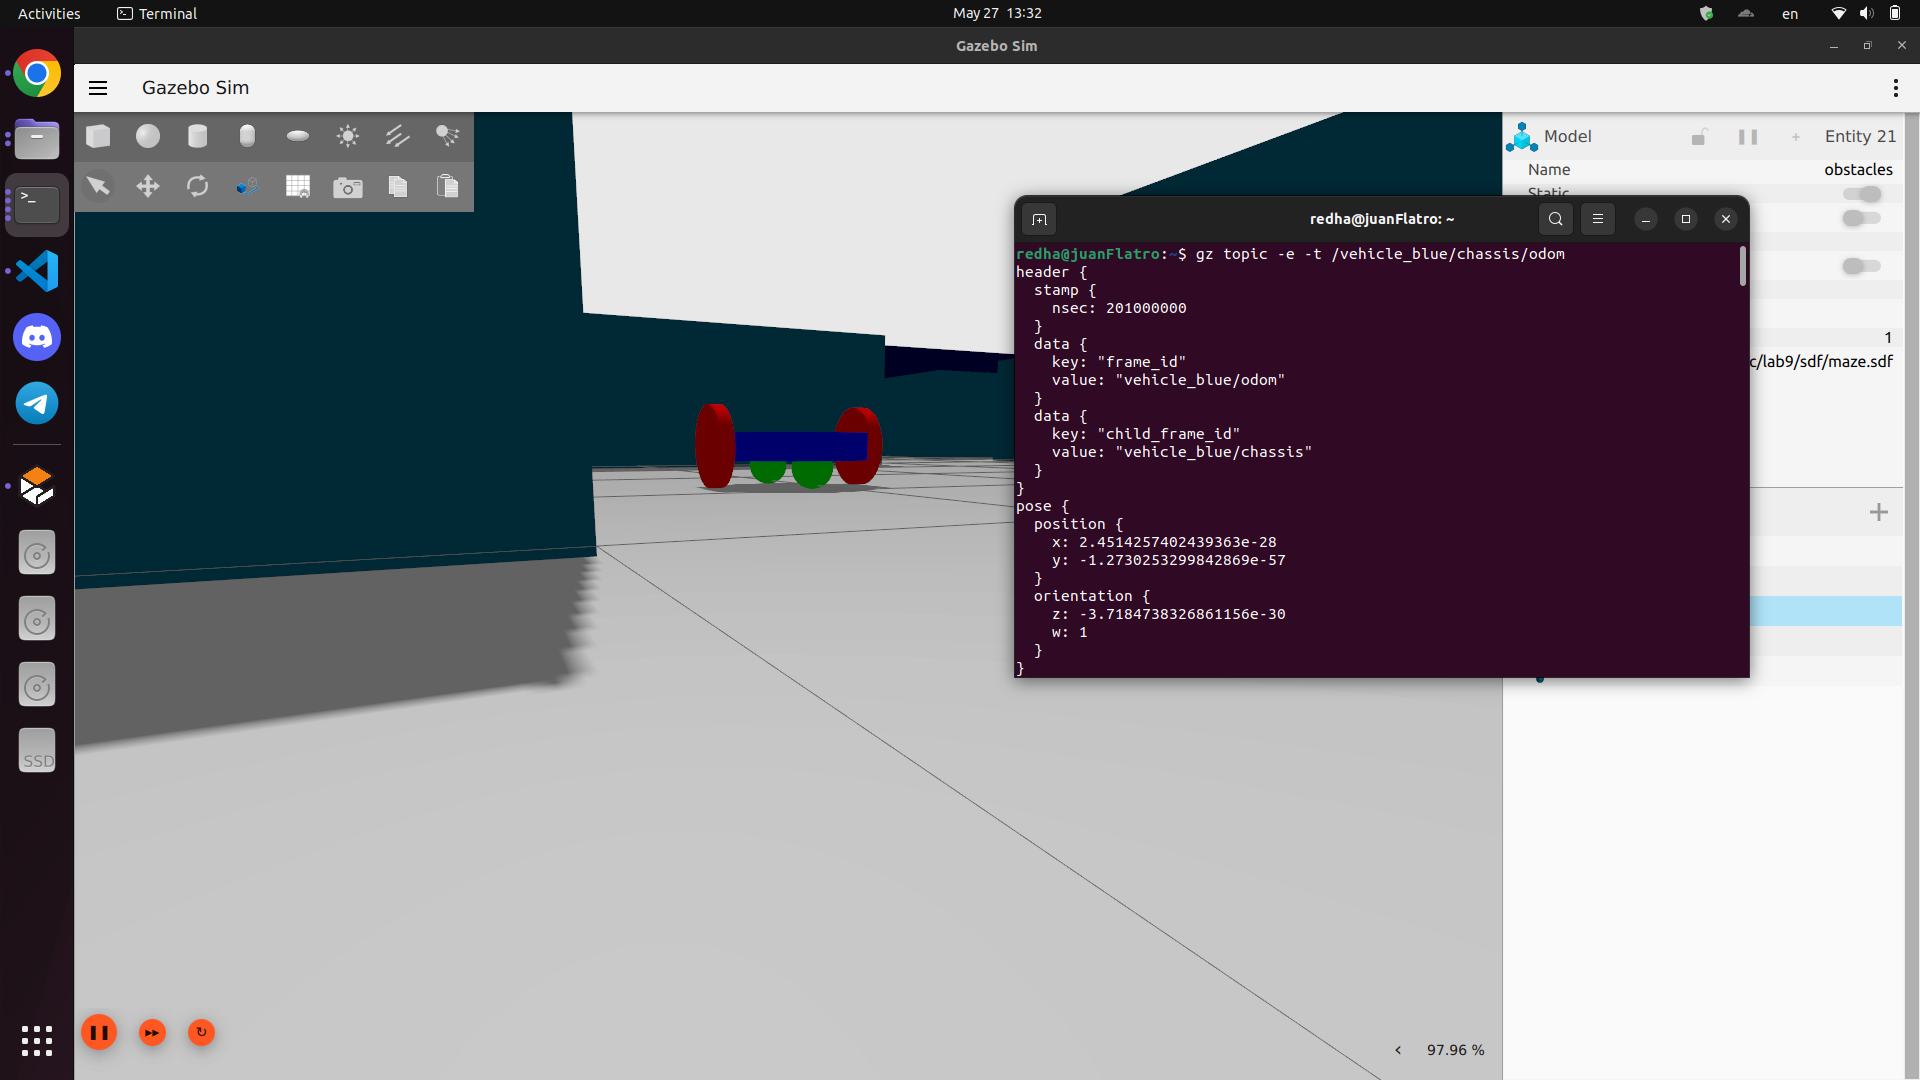 Activities
Terminal
May 27 13:32
en
Gazebo Sim
Gazebo Sim
Model
Entity 21
Name
obstacles
Static
redha@juanFlatro: ~
redha@juanFlatro:~$ gz topic -e -t /vehicle_blue/chassis/odom
header {
stamp {
nsec: 201000000
}
data {
key: "frame_id"
value: "vehicle_blue/odom"
}
data {
key: "child_frame_id"
value: "vehicle_blue/chassis"
}
}
pose {
position {
x: 2.4514257402439363e-28
y: -1.2730253299842869e-57
}
orientation {
z: -3.7184738326861156e-30
w: 1
}
}
1
c/lab9/sdf/maze.sdf
SSD
97.96 %